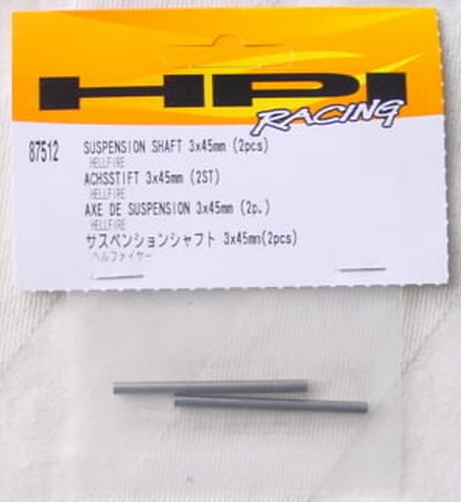 HPI
RACING
87512
SUSPENSION SHAFT 3x45mm (2pcs)
HELLFIRE
ACHSSTIFT 3x45mm (2ST)
HELLFIRE
AXE DE SUSPENSION 3x45mm (2p.)
HELLFIRE
サスペンションシャフト 3x45mm(2pcs)
ヘルファイヤー